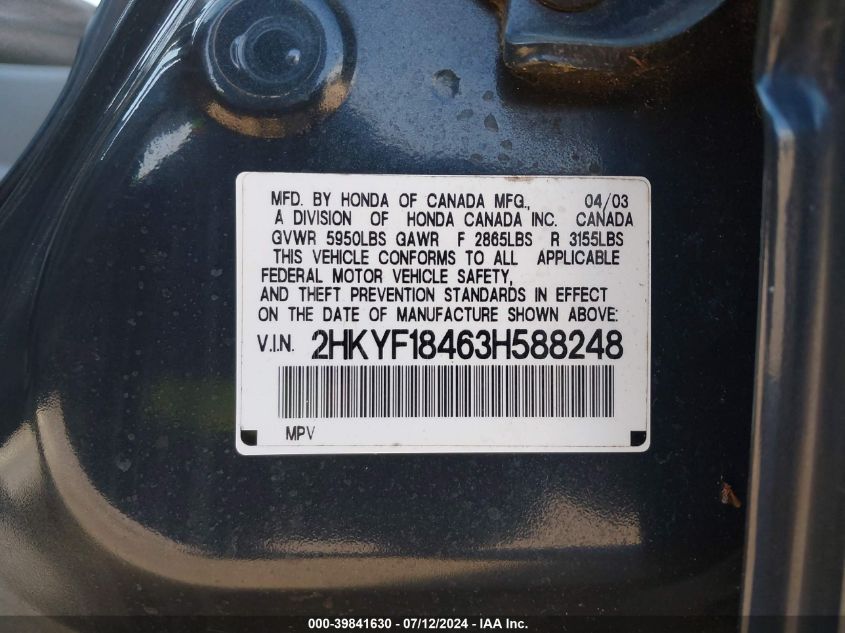 MFD. BY HONDA OF CANADA MFG., 04/03
A DIVISION OF HONDA CANADA INC. CANADA
GVWR 5950LBS GAWR F 2865LBS R 3155LBS
THIS VEHICLE CONFORMS TO ALL APPLICABLE
FEDERAL MOTOR VEHICLE SAFETY,
AND THEFT PREVENTION STANDARDS IN EFFECT
ON THE DATE OF MANUFACTURE SHOWN ABOVE:
V.I.N. 2HKYF18463H588248
MPV
000-39841630 - 07/12/2024 - IAA Inc.